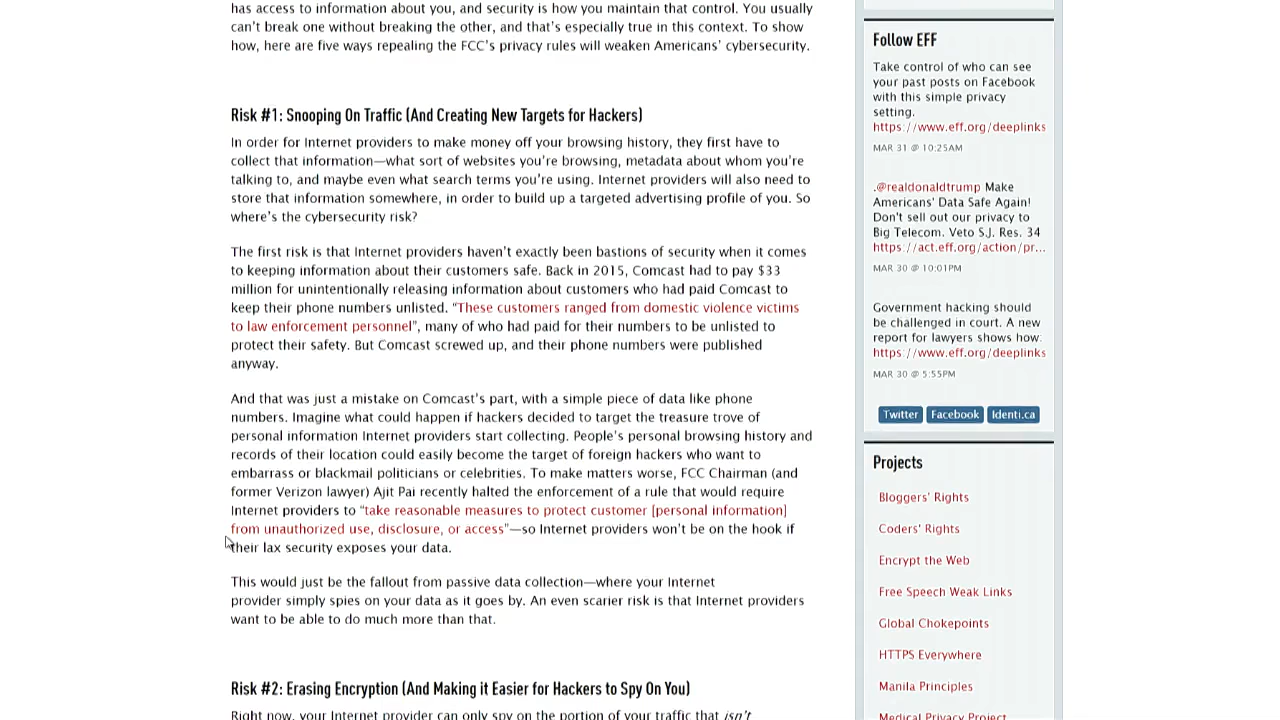 has access to information about you, and security is how you maintain that control. You usually
can't break one without breaking the other, and that's especially true in this context. To show
how, here are five ways repealing the FCC's privacy rules will weaken Americans' cybersecurity.
Risk #1: Snooping On Traffic (And Creating New Targets for Hackers)
In order for Internet providers to make money off your browsing history, they first have to
collect that information—what sort of websites you're browsing, metadata about whom you're
talking to, and maybe even what search terms you're using. Internet providers will also need to
store that information somewhere, in order to build up a targeted advertising profile of you. So
where's the cybersecurity risk?
The first risk is that Internet providers haven't exactly been bastions of security when it comes
to keeping information about their customers safe. Back in 2015, Comcast had to pay $33
million for unintentionally releasing information about customers who had paid Comcast to
keep their phone numbers unlisted. “These customers ranged from domestic violence victims
to law enforcement personnel”, many of who had paid for their numbers to be unlisted to
protect their safety. But Comcast screwed up, and their phone numbers were published
anyway.
And that was just a mistake on Comcast's part, with a simple piece of data like phone
numbers. Imagine what could happen if hackers decided to target the treasure trove of
personal information Internet providers start collecting. People's personal browsing history and
records of their location could easily become the target of foreign hackers who want to
embarrass or blackmail politicians or celebrities. To make matters worse, FCC Chairman (and
former Verizon lawyer) Ajit Pai recently halted the enforcement of a rule that would require
Internet providers to “take reasonable measures to protect customer [personal information]
from unauthorized use, disclosure, or access”—so Internet providers won't be on the hook if
their lax security exposes your data.
This would just be the fallout from passive data collection—where your Internet
provider simply spies on your data as it goes by. An even scarier risk is that Internet providers
want to be able to do much more than that.
Risk #2: Erasing Encryption (And Making it Easier for Hackers to Spy On You)
Right now, your Internet provider can only spy on the portion of your traffic that isn't
Follow EFF
Take control of who can see
your past posts on Facebook
with this simple privacy
setting.
https://www.eff.org/deeplinks
MAR 31 @ 10:25AM
.@realdonaldtrump Make
Americans' Data Safe Again!
Don't sell out our privacy to
Big Telecom. Veto S.J. Res. 34
https://act.eff.org/action/pr...
MAR 30 @ 10:01PM
Government hacking should
be challenged in court. A new
report for lawyers shows how:
https://www.eff.org/deeplinks
MAR 30 @ 5:55PM
Twitter Facebook Identi.ca
Projects
Bloggers' Rights
Coders' Rights
Encrypt the Web
Free Speech Weak Links
Global Chokepoints
HTTPS Everywhere
Manila Principles
Medical Privacy Project